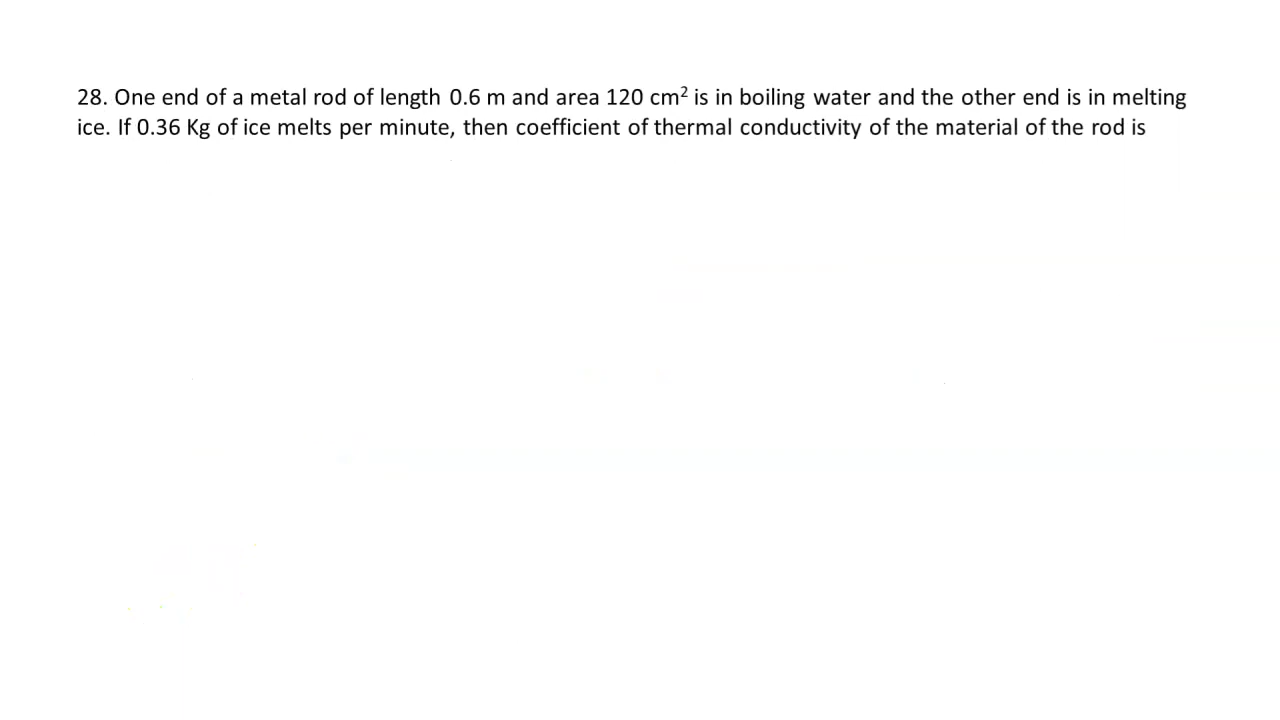 28. One end of a metal rod of length 0.6 m and area 120 cm² is in boiling water and the other end is in melting
ice. If 0.36 Kg of ice melts per minute, then coefficient of thermal conductivity of the material of the rod is